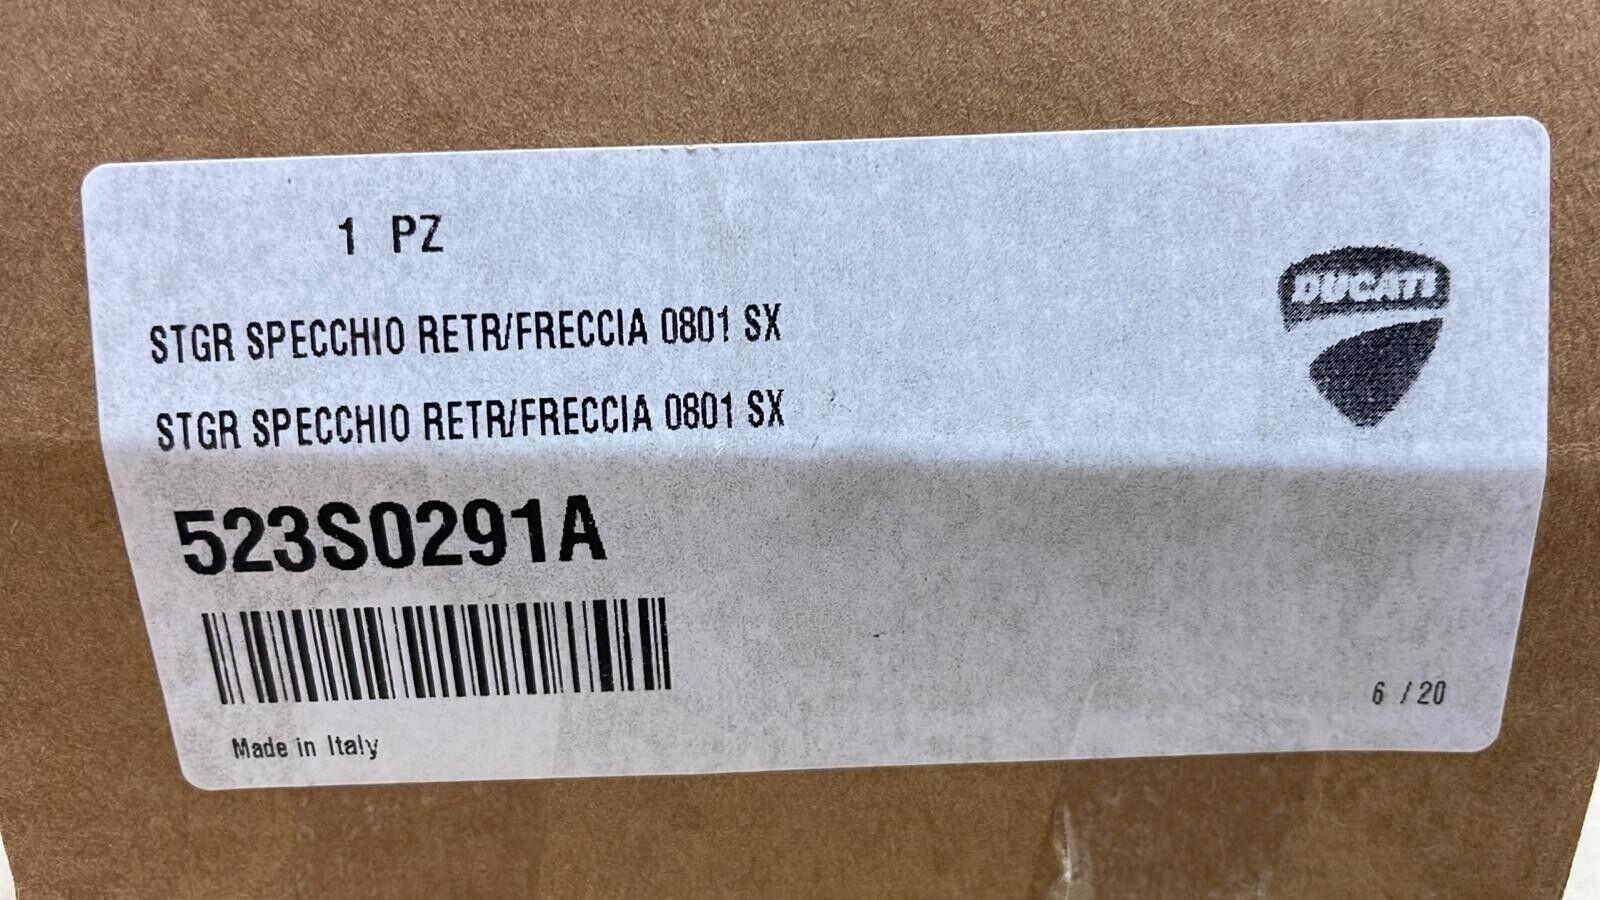 1 PZ
STGR SPECCHIO RETR/FRECCIA 0801 SX
STGR SPECCHIO RETR/FRECCIA 0801 SX
DUCATI
523S0291A
6 / 20
Made in Italy